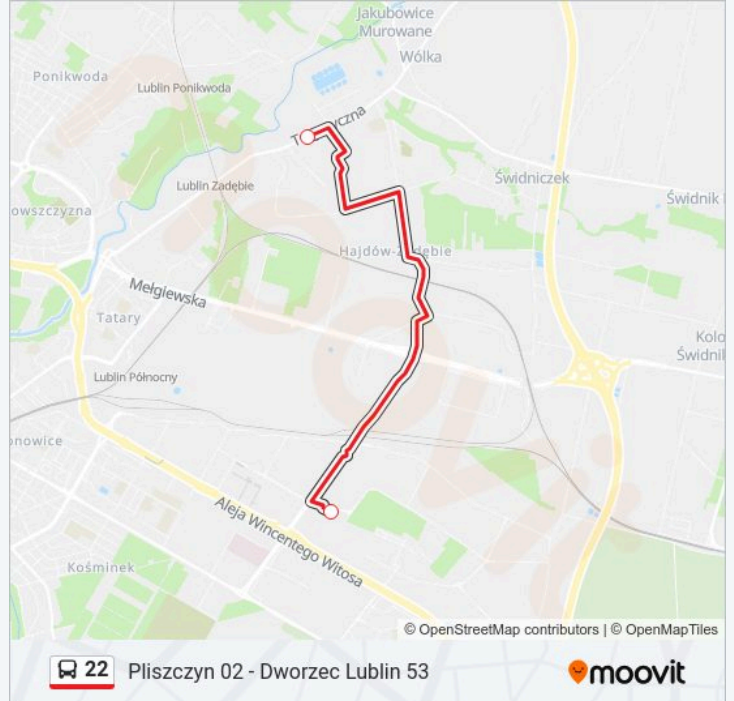 Jakubowice
Murowane
Wólka
Ponikwoda
Lublin Ponikwoda
Świdniczek
Lublin Zadębie
Świdnik
owszczyzna
Hajdów-Zadębie
Mełgiewska
Tatary
Kolo
Świdnik
Lublin Północny
onowice
Aleja Wincentego Witosa
Kośminek
© OpenStreetMap contributors | © OpenMapTiles
22 Pliszczyn 02 - Dworzec Lublin 53
moovit